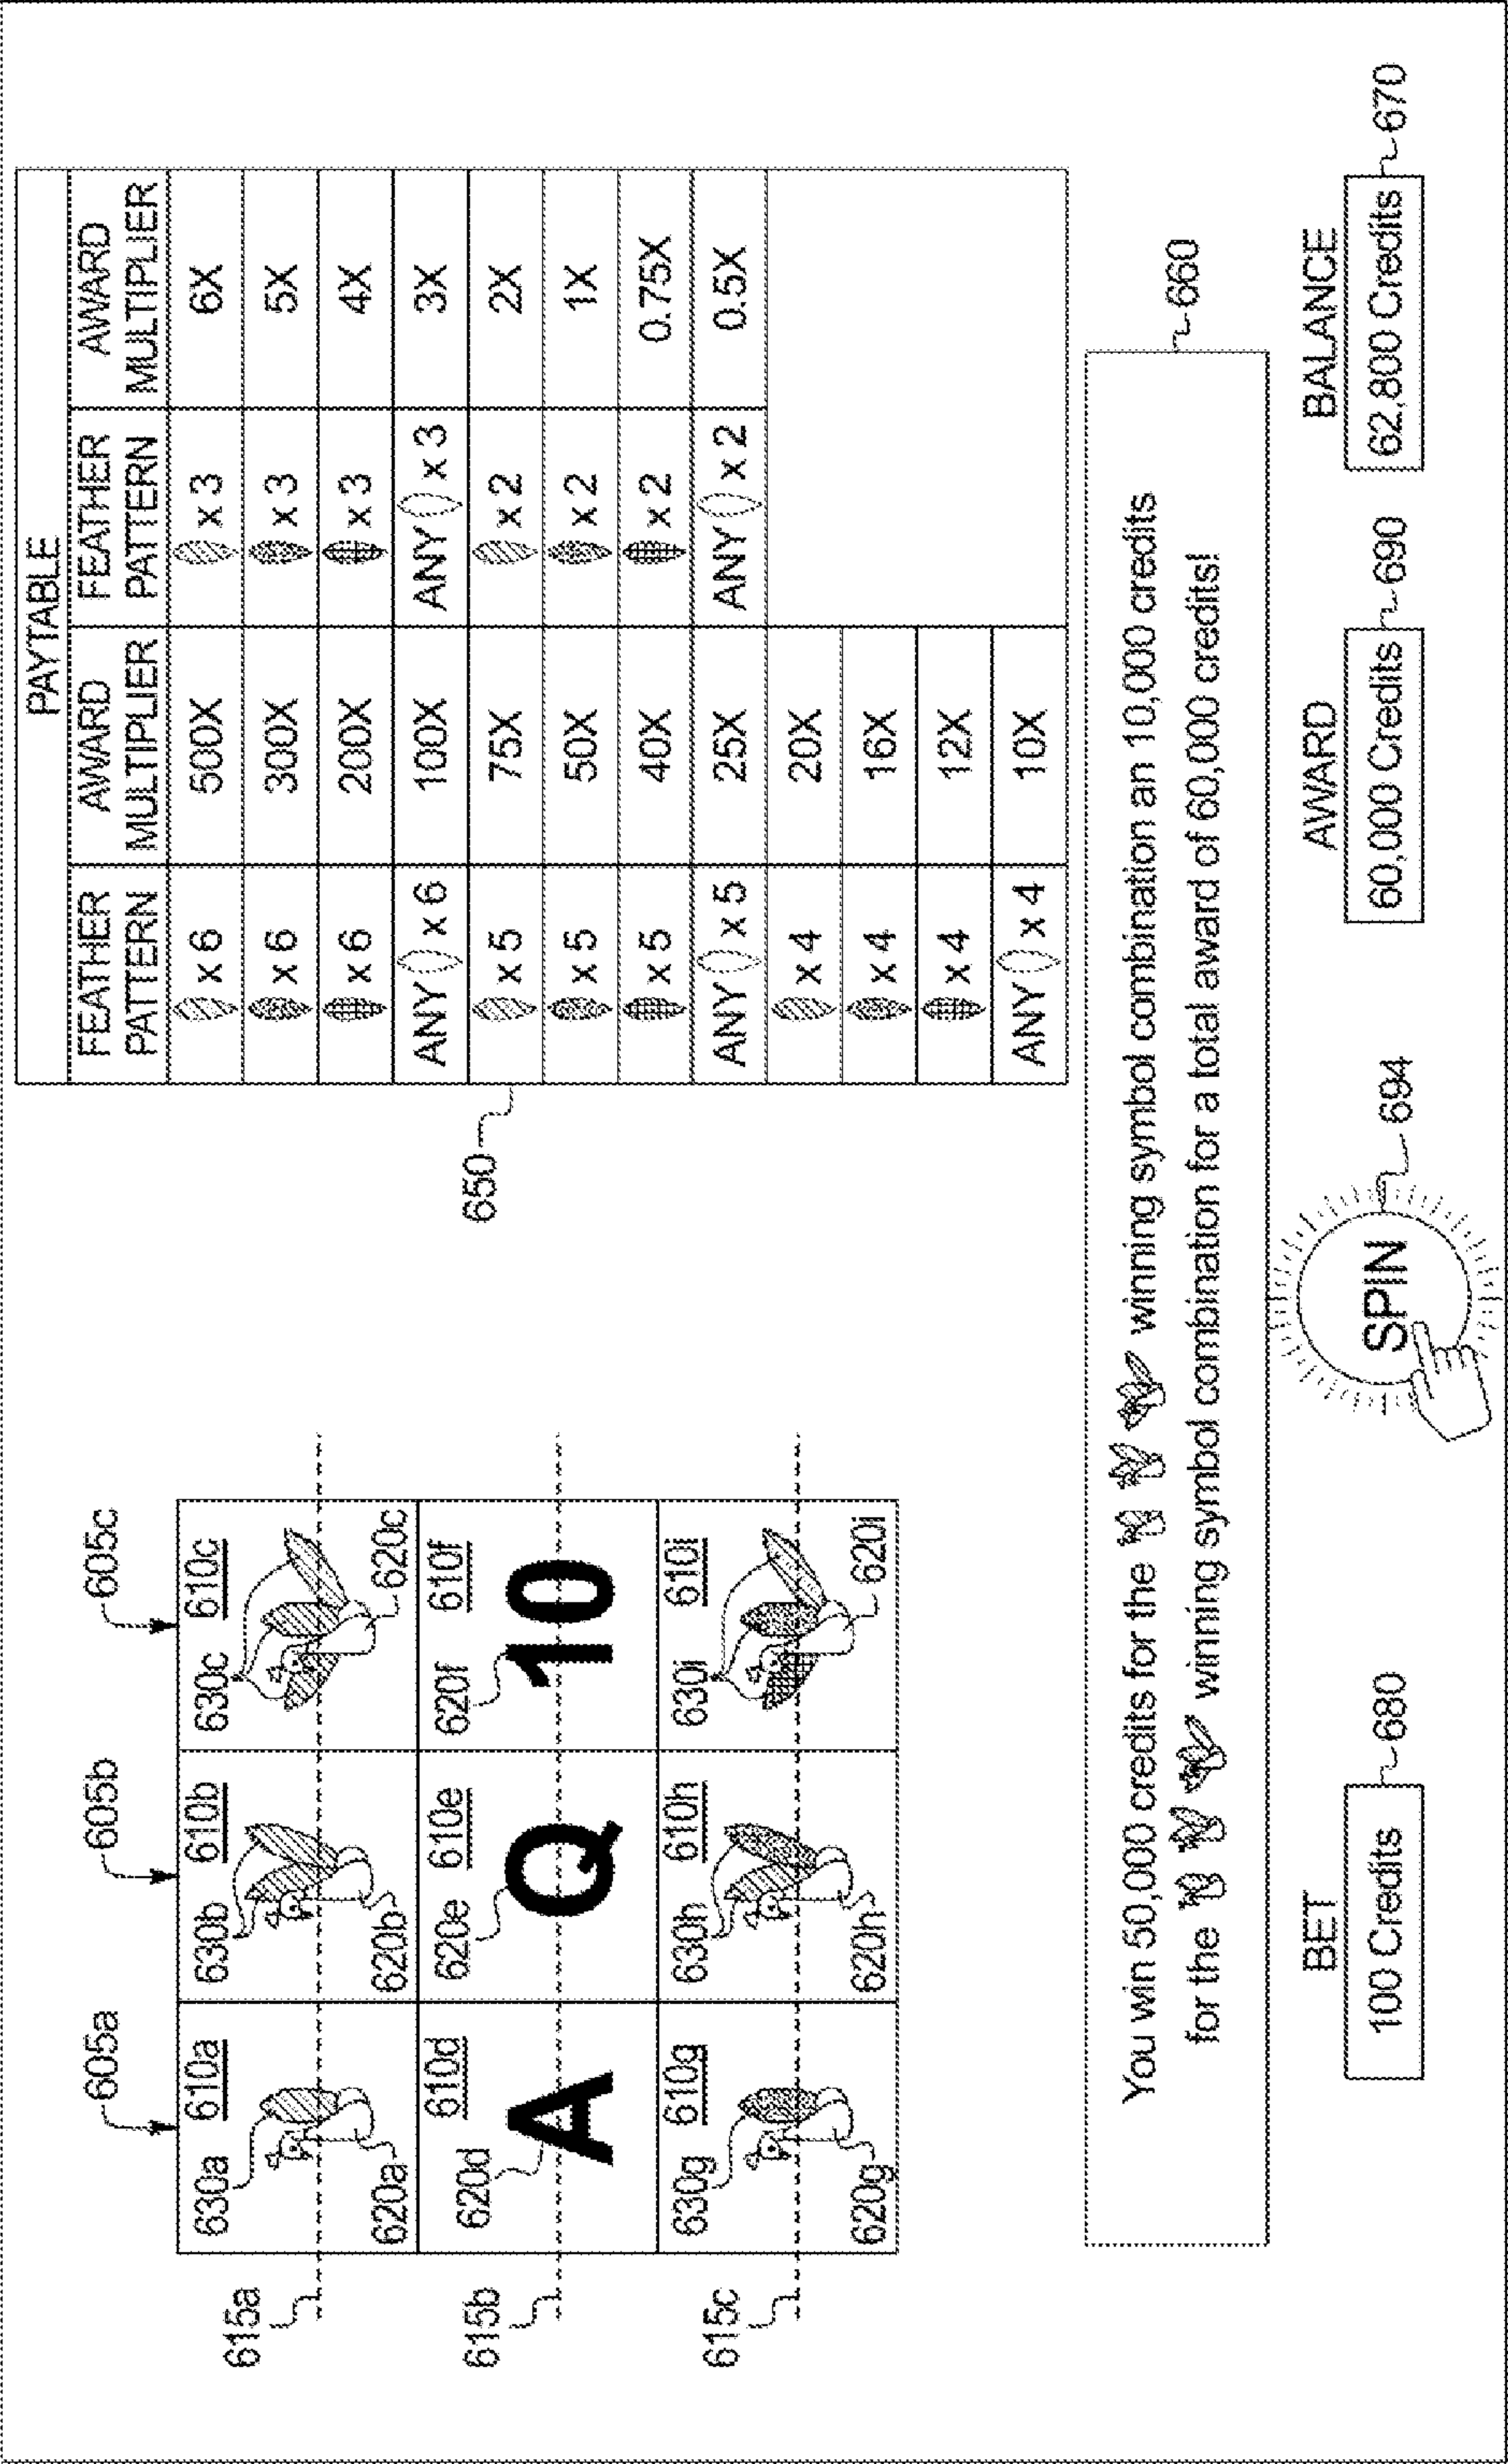 605a
605b
605c
630a
610a
630b
610b
630c
610c
615a
620a
620b
620c
620d
610d
620e
610e
620f
610f
615b
A
Q
10
630g
610g
630h
610h
630i
610i
615c
620g
620h
620i
650
PAYTABLE
FEATHER PATTERN AWARD MULTIPLIER FEATHER PATTERN AWARD MULTIPLIER
x 6 500X x 3 6X
x 6 300X x 3 5X
x 6 200X x 3 4X
ANY x 6 100X ANY x 3 3X
x 5 75X x 2 2X
x 5 50X x 2 1X
x 5 40X x 2 0.75X
ANY x 5 25X ANY x 2 0.5X
x 4 20X
x 4 16X
x 4 12X
ANY x 4 10X
660
You win 50,000 credits for the winning symbol combination an 10,000 credits
for the winning symbol combination for a total award of 60,000 credits!
BET
100 Credits
680
SPIN
694
AWARD
60,000 Credits
690
BALANCE
62,800 Credits
670